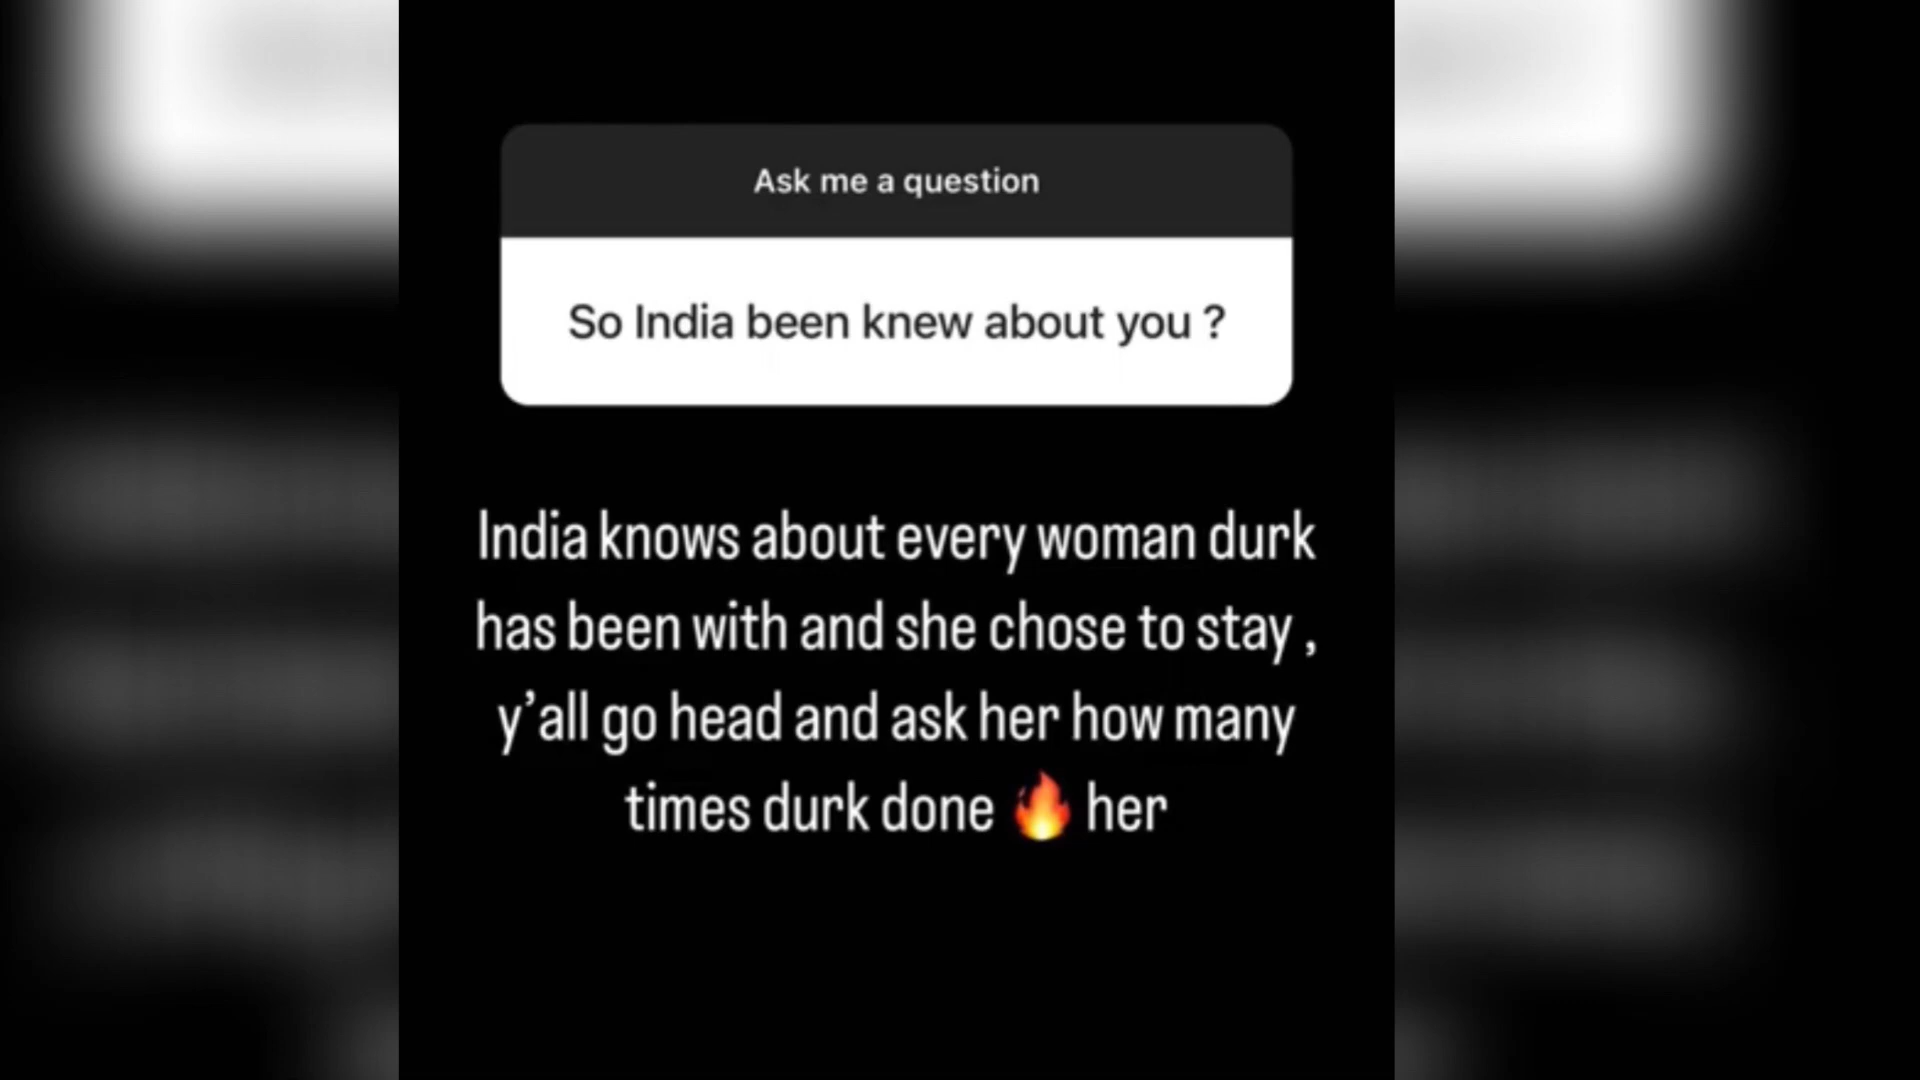 Ask me a question
So India been knew about you ?
India knows about every woman durk
has been with and she chose to stay ,
y’all go head and ask her how many
times durk done 🔥 her